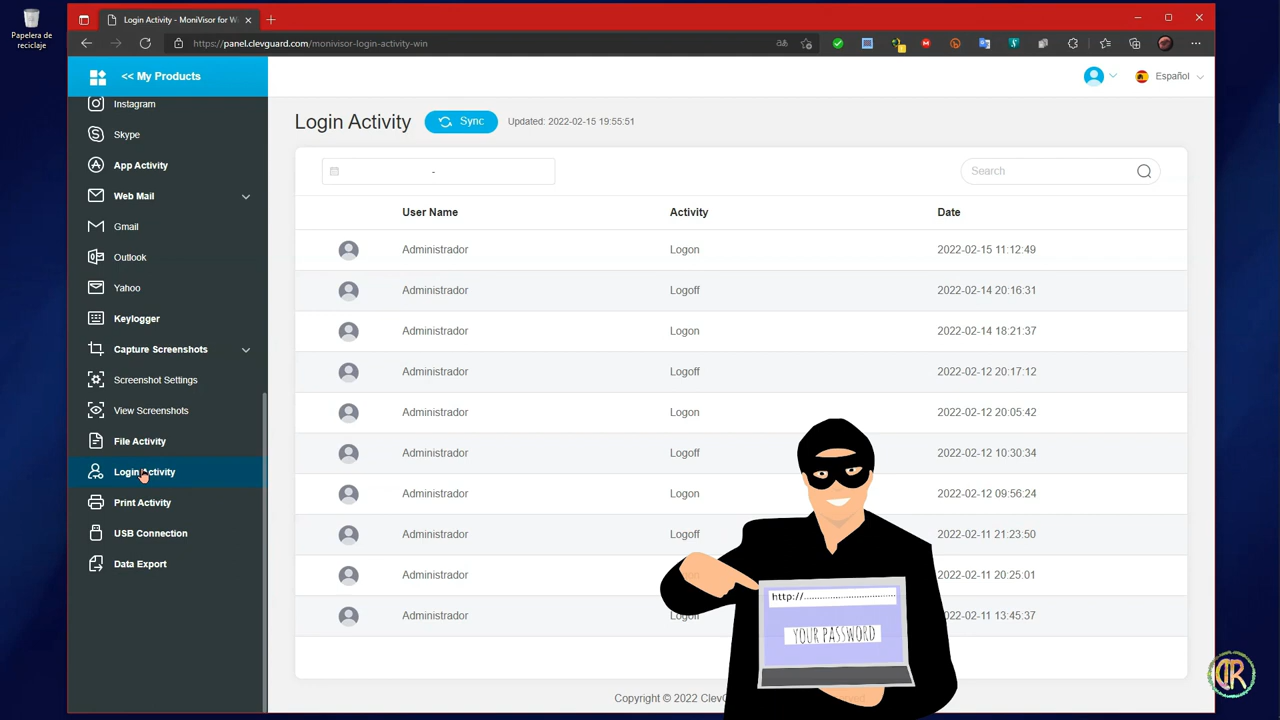 Papelera de
reciclaje
Login Activity - MoniVisor for W
https://panel.clevguard.com/monivisor-login-activity-win
<< My Products
Español
Instagram
Skype
App Activity
Web Mail
Gmail
Outlook
Yahoo
Keylogger
Capture Screenshots
Screenshot Settings
View Screenshots
File Activity
Login Activity
Print Activity
USB Connection
Data Export
Login Activity Sync Updated: 2022-02-15 19:55:51
- Search
User Name Activity Date
Administrador Logon 2022-02-15 11:12:49
Administrador Logoff 2022-02-14 20:16:31
Administrador Logon 2022-02-14 18:21:37
Administrador Logoff 2022-02-12 20:17:12
Administrador Logon 2022-02-12 20:05:42
Administrador Logoff 2022-02-12 10:30:34
Administrador Logon 2022-02-12 09:56:24
Administrador Logoff 2022-02-11 21:23:50
Administrador 2022-02-11 20:25:01
Administrador Logoff 022-02-11 13:45:37
http://
YOUR PASSWORD
Copyright © 2022